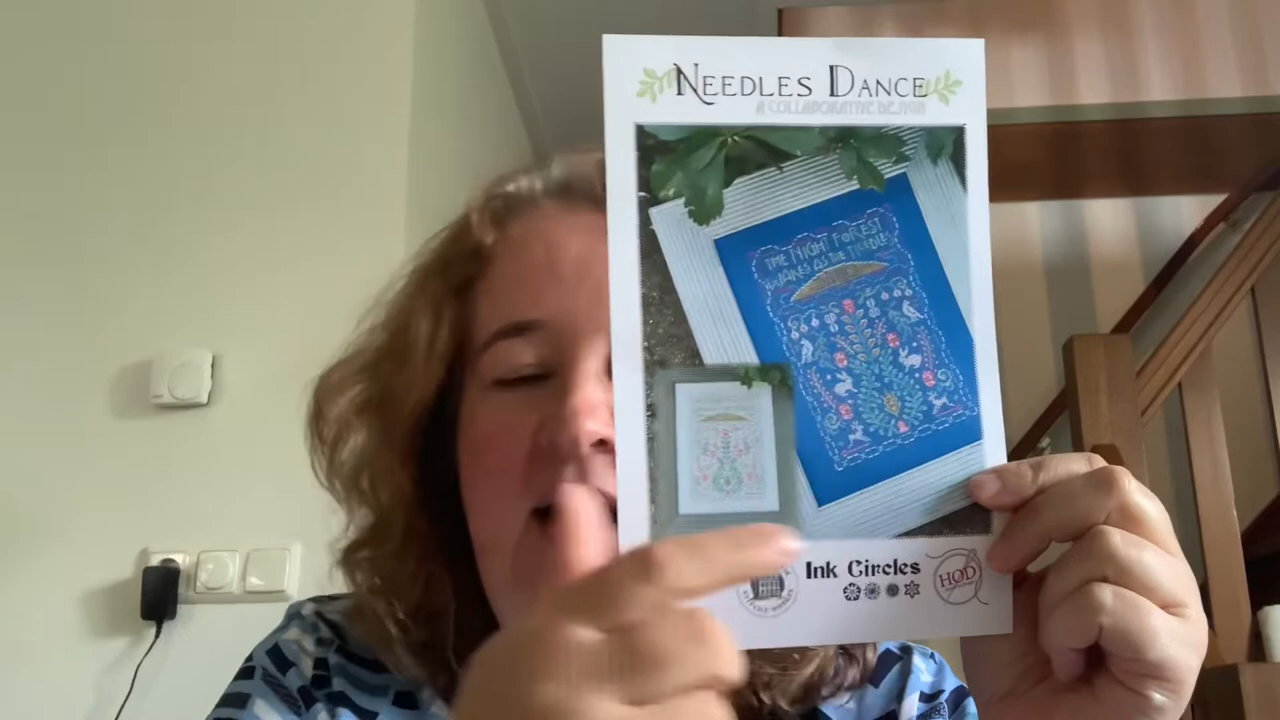 NEEDLES DANCE
A COLLABORATIVE DESIGN
THE NIGHT FOREST
WAKES AS THE NEEDLE
Ink Circles
HOD